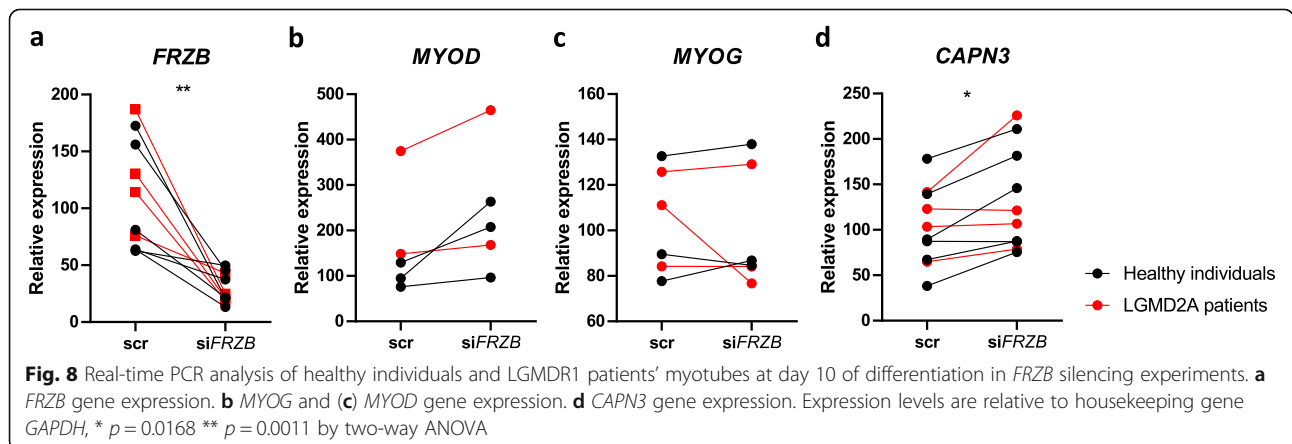 a
FRZB
**
Relative expression
200
150
100
50
0
scr
siFRZB
b
MYOD
Relative expression
500
400
300
200
100
0
scr
siFRZB
c
MYOG
Relative expression
140
120
100
80
60
scr
siFRZB
d
CAPN3
*
Relative expression
250
200
150
100
50
0
scr
siFRZB
Healthy individuals
LGMD2A patients
Fig. 8 Real-time PCR analysis of healthy individuals and LGMDR1 patients’ myotubes at day 10 of differentiation in FRZB silencing experiments. a
FRZB gene expression. b MYOG and (c) MYOD gene expression. d CAPN3 gene expression. Expression levels are relative to housekeeping gene
GAPDH, * p = 0.0168 ** p = 0.0011 by two-way ANOVA